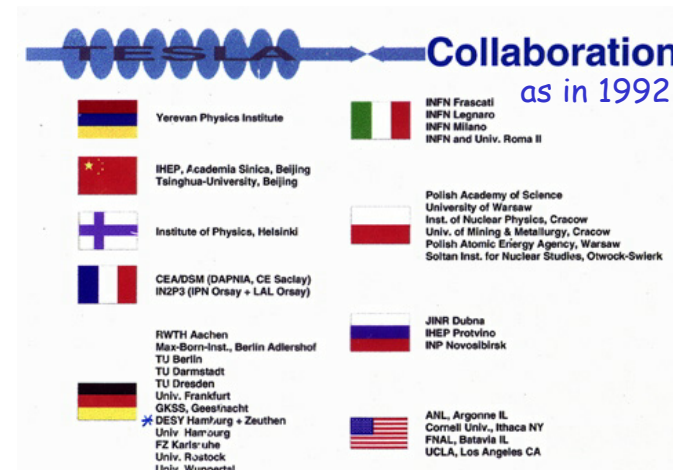 TESLA Collaboration
as in 1992
Yerevan Physics Institute
IHEP, Academia Sinica, Beijing
Tsinghua-University, Beijing
Institute of Physics, Helsinki
CEA/DSM (DAPNIA, CE Saclay)
IN2P3 (IPN Orsay + LAL Orsay)
RWTH Aachen
Max-Born-Inst., Berlin Adlershof
TU Berlin
TU Darmstadt
TU Dresden
Univ. Frankfurt
GKSS, Geesthacht
DESY Hamburg + Zeuthen
Univ Hamburg
FZ Karlsruhe
Univ. Rostock
Univ. Wuppertal
INFN Frascati
INFN Legnaro
INFN Milano
INFN and Univ. Roma II
Polish Academy of Science
University of Warsaw
Inst. of Nuclear Physics, Cracow
Univ. of Mining & Metallurgy, Cracow
Polish Atomic Energy Agency, Warsaw
Soltan Inst. for Nuclear Studies, Otwock-Swierk
JINR Dubna
IHEP Protvino
INP Novosibirsk
ANL, Argonne IL
Cornell Univ., Ithaca NY
FNAL, Batavia IL
UCLA, Los Angeles CA